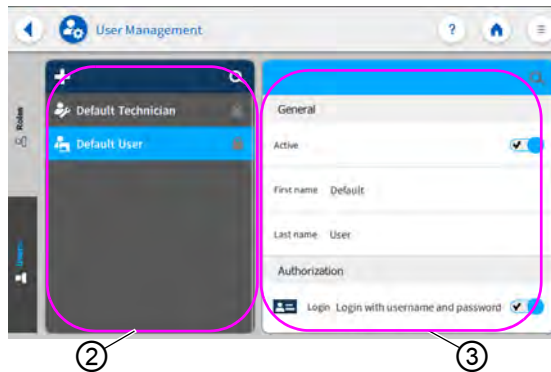 User Management
?
Roles
Users
Default Technician
Default User
General
Active
First name Default
Last name User
Authorization
Login Login with username and password
2
3